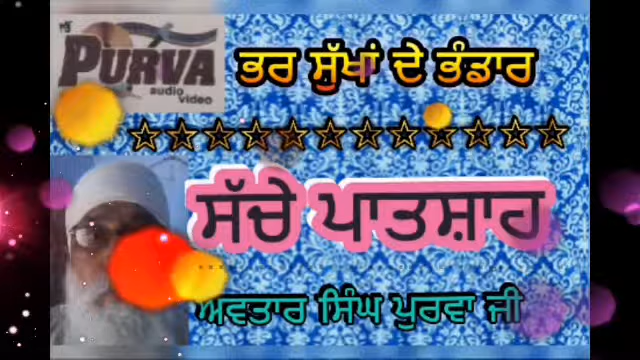 PURVA
audio
video
ਭਰ ਸੁੱਖਾਂ ਦੇ ਭੰਡਾਰ
ਸੱਚੇ ਪਾਤਸ਼ਾਹ
ਅਵਤਾਰ ਸਿੰਘ ਪੁਰਵਾ ਜੀ